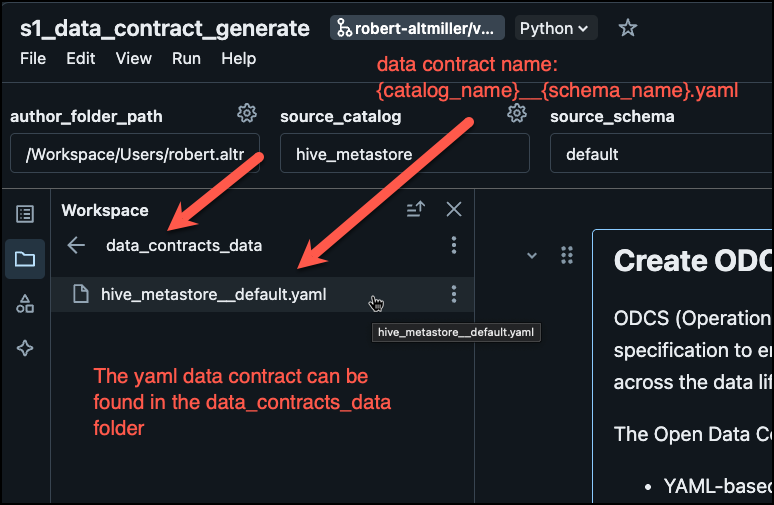 s1_data_contract_generate
robert-altmiller/v...
Python
File Edit View Run Help
data contract name:
{catalog_name}__{schema_name}.yaml
author_folder_path
source_catalog
source_schema
/Workspace/Users/robert.altr
hive_metastore
default
Workspace
data_contracts_data
hive_metastore__default.yaml
hive_metastore__default.yaml
The yaml data contract can be
found in the data_contracts_data
folder
Create ODC
ODCS (Operation
specification to e
across the data lif
The Open Data Co
• YAML-based